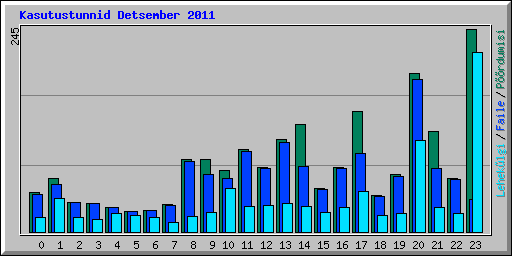 Kasutustunnid Detsember 2011
245
Lehekülgi / Faile / Pöördumisi
0 1 2 3 4 5 6 7 8 9 10 11 12 13 14 15 16 17 18 19 20 21 22 23